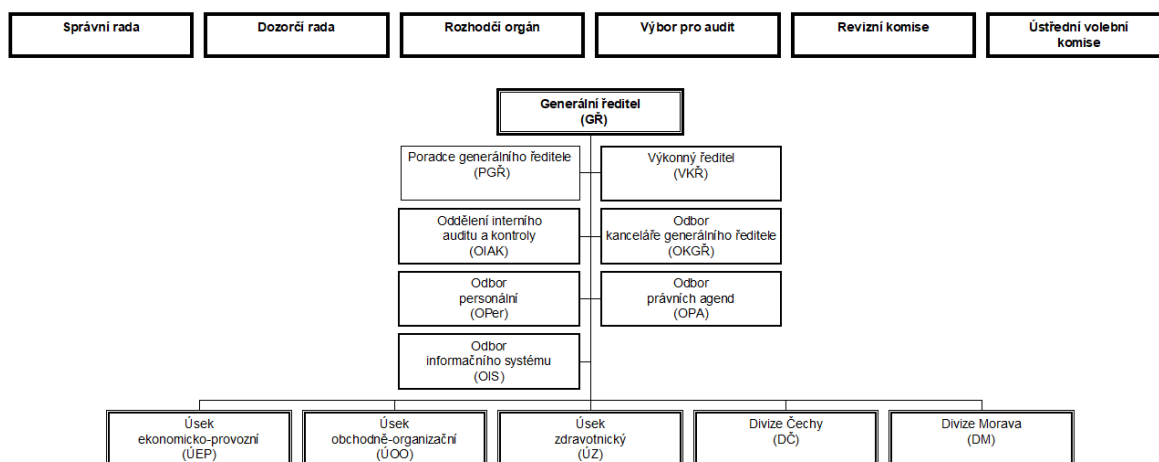 Správní rada
Dozorčí rada
Rozhodčí orgán
Výbor pro audit
Revizní komise
Ústřední volební
komise
Generální ředitel
(GŘ)
Poradce generálního ředitele
(PGŘ)
Výkonný ředitel
(VKŘ)
Oddělení interního
auditu a kontroly
(OIAK)
Odbor
kanceláře generálního ředitele
(OKGŘ)
Odbor
personální
(OPer)
Odbor
právních agend
(OPA)
Odbor
informačního systému
(OIS)
Úsek
ekonomicko-provozní
(ÚEP)
Úsek
obchodně-organizační
(ÚOO)
Úsek
zdravotnický
(ÚZ)
Divize Čechy
(DČ)
Divize Morava
(DM)